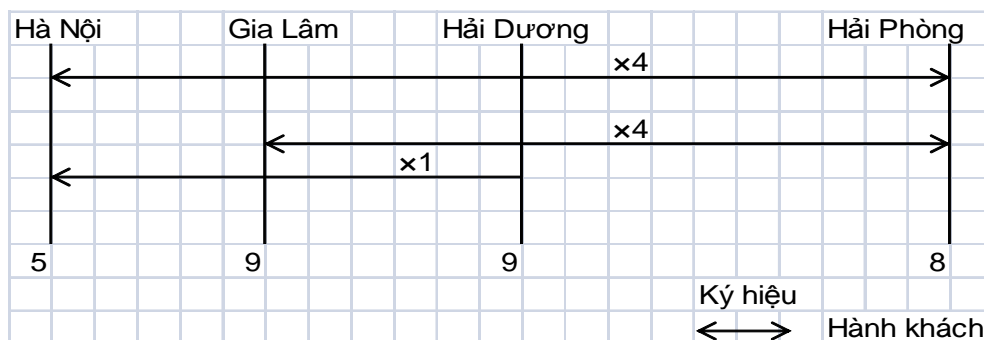 Hà Nội Gia Lâm Hải Dương Hải Phòng
×4
×4
×1
5 9 9 8
Ký hiệu
Hành khách